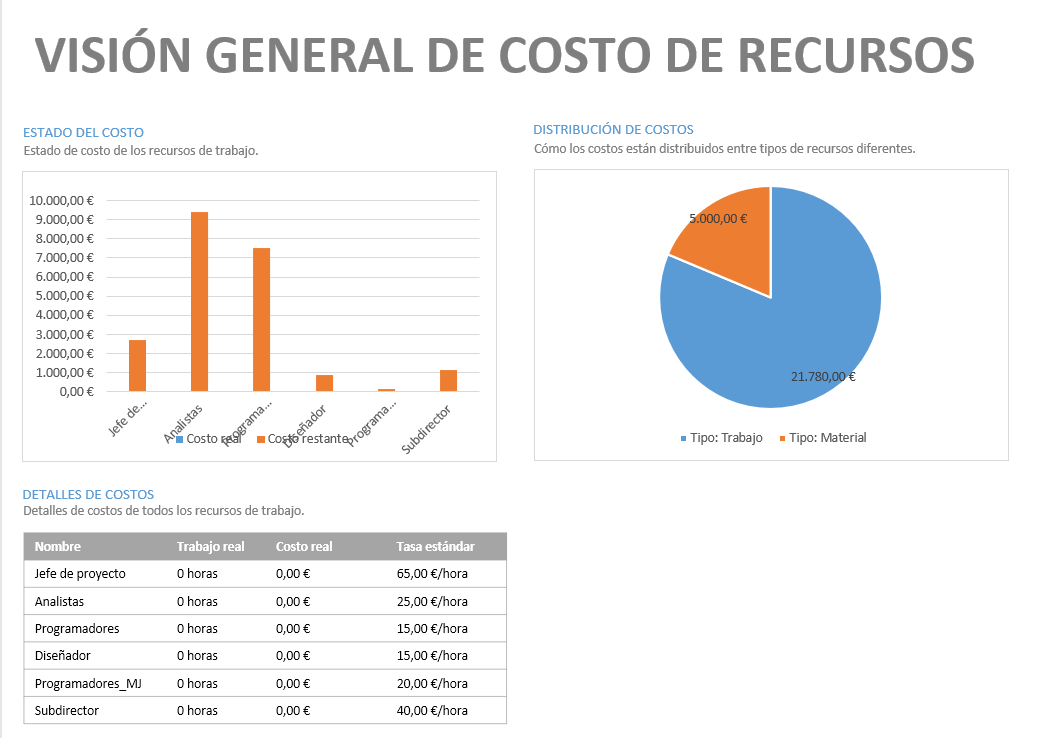 VISIÓN GENERAL DE COSTO DE RECURSOS
ESTADO DEL COSTO
Estado de costo de los recursos de trabajo.
10.000,00 €
9.000,00 €
8.000,00 €
7.000,00 €
6.000,00 €
5.000,00 €
4.000,00 €
3.000,00 €
2.000,00 €
1.000,00 €
0,00 €
Jefe de...
Analistas
Programa...
Diseñador
Programa...
Subdirector
Costo real Costo restante
DISTRIBUCIÓN DE COSTOS
Cómo los costos están distribuidos entre tipos de recursos diferentes.
5.000,00 €
21.780,00 €
Tipo: Trabajo Tipo: Material
DETALLES DE COSTOS
Detalles de costos de todos los recursos de trabajo.
Nombre Trabajo real Costo real Tasa estándar
Jefe de proyecto 0 horas 0,00 € 65,00 €/hora
Analistas 0 horas 0,00 € 25,00 €/hora
Programadores 0 horas 0,00 € 15,00 €/hora
Diseñador 0 horas 0,00 € 15,00 €/hora
Programadores_MJ 0 horas 0,00 € 20,00 €/hora
Subdirector 0 horas 0,00 € 40,00 €/hora